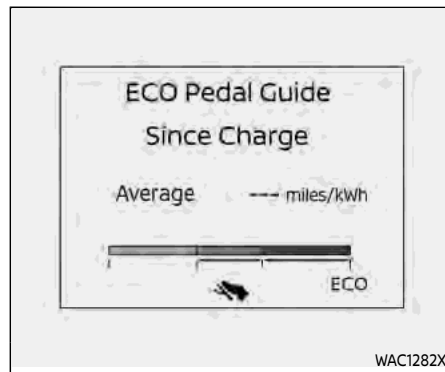 ECO Pedal Guide
Since Charge
Average --- miles/kWh
ECO
WAC1282X